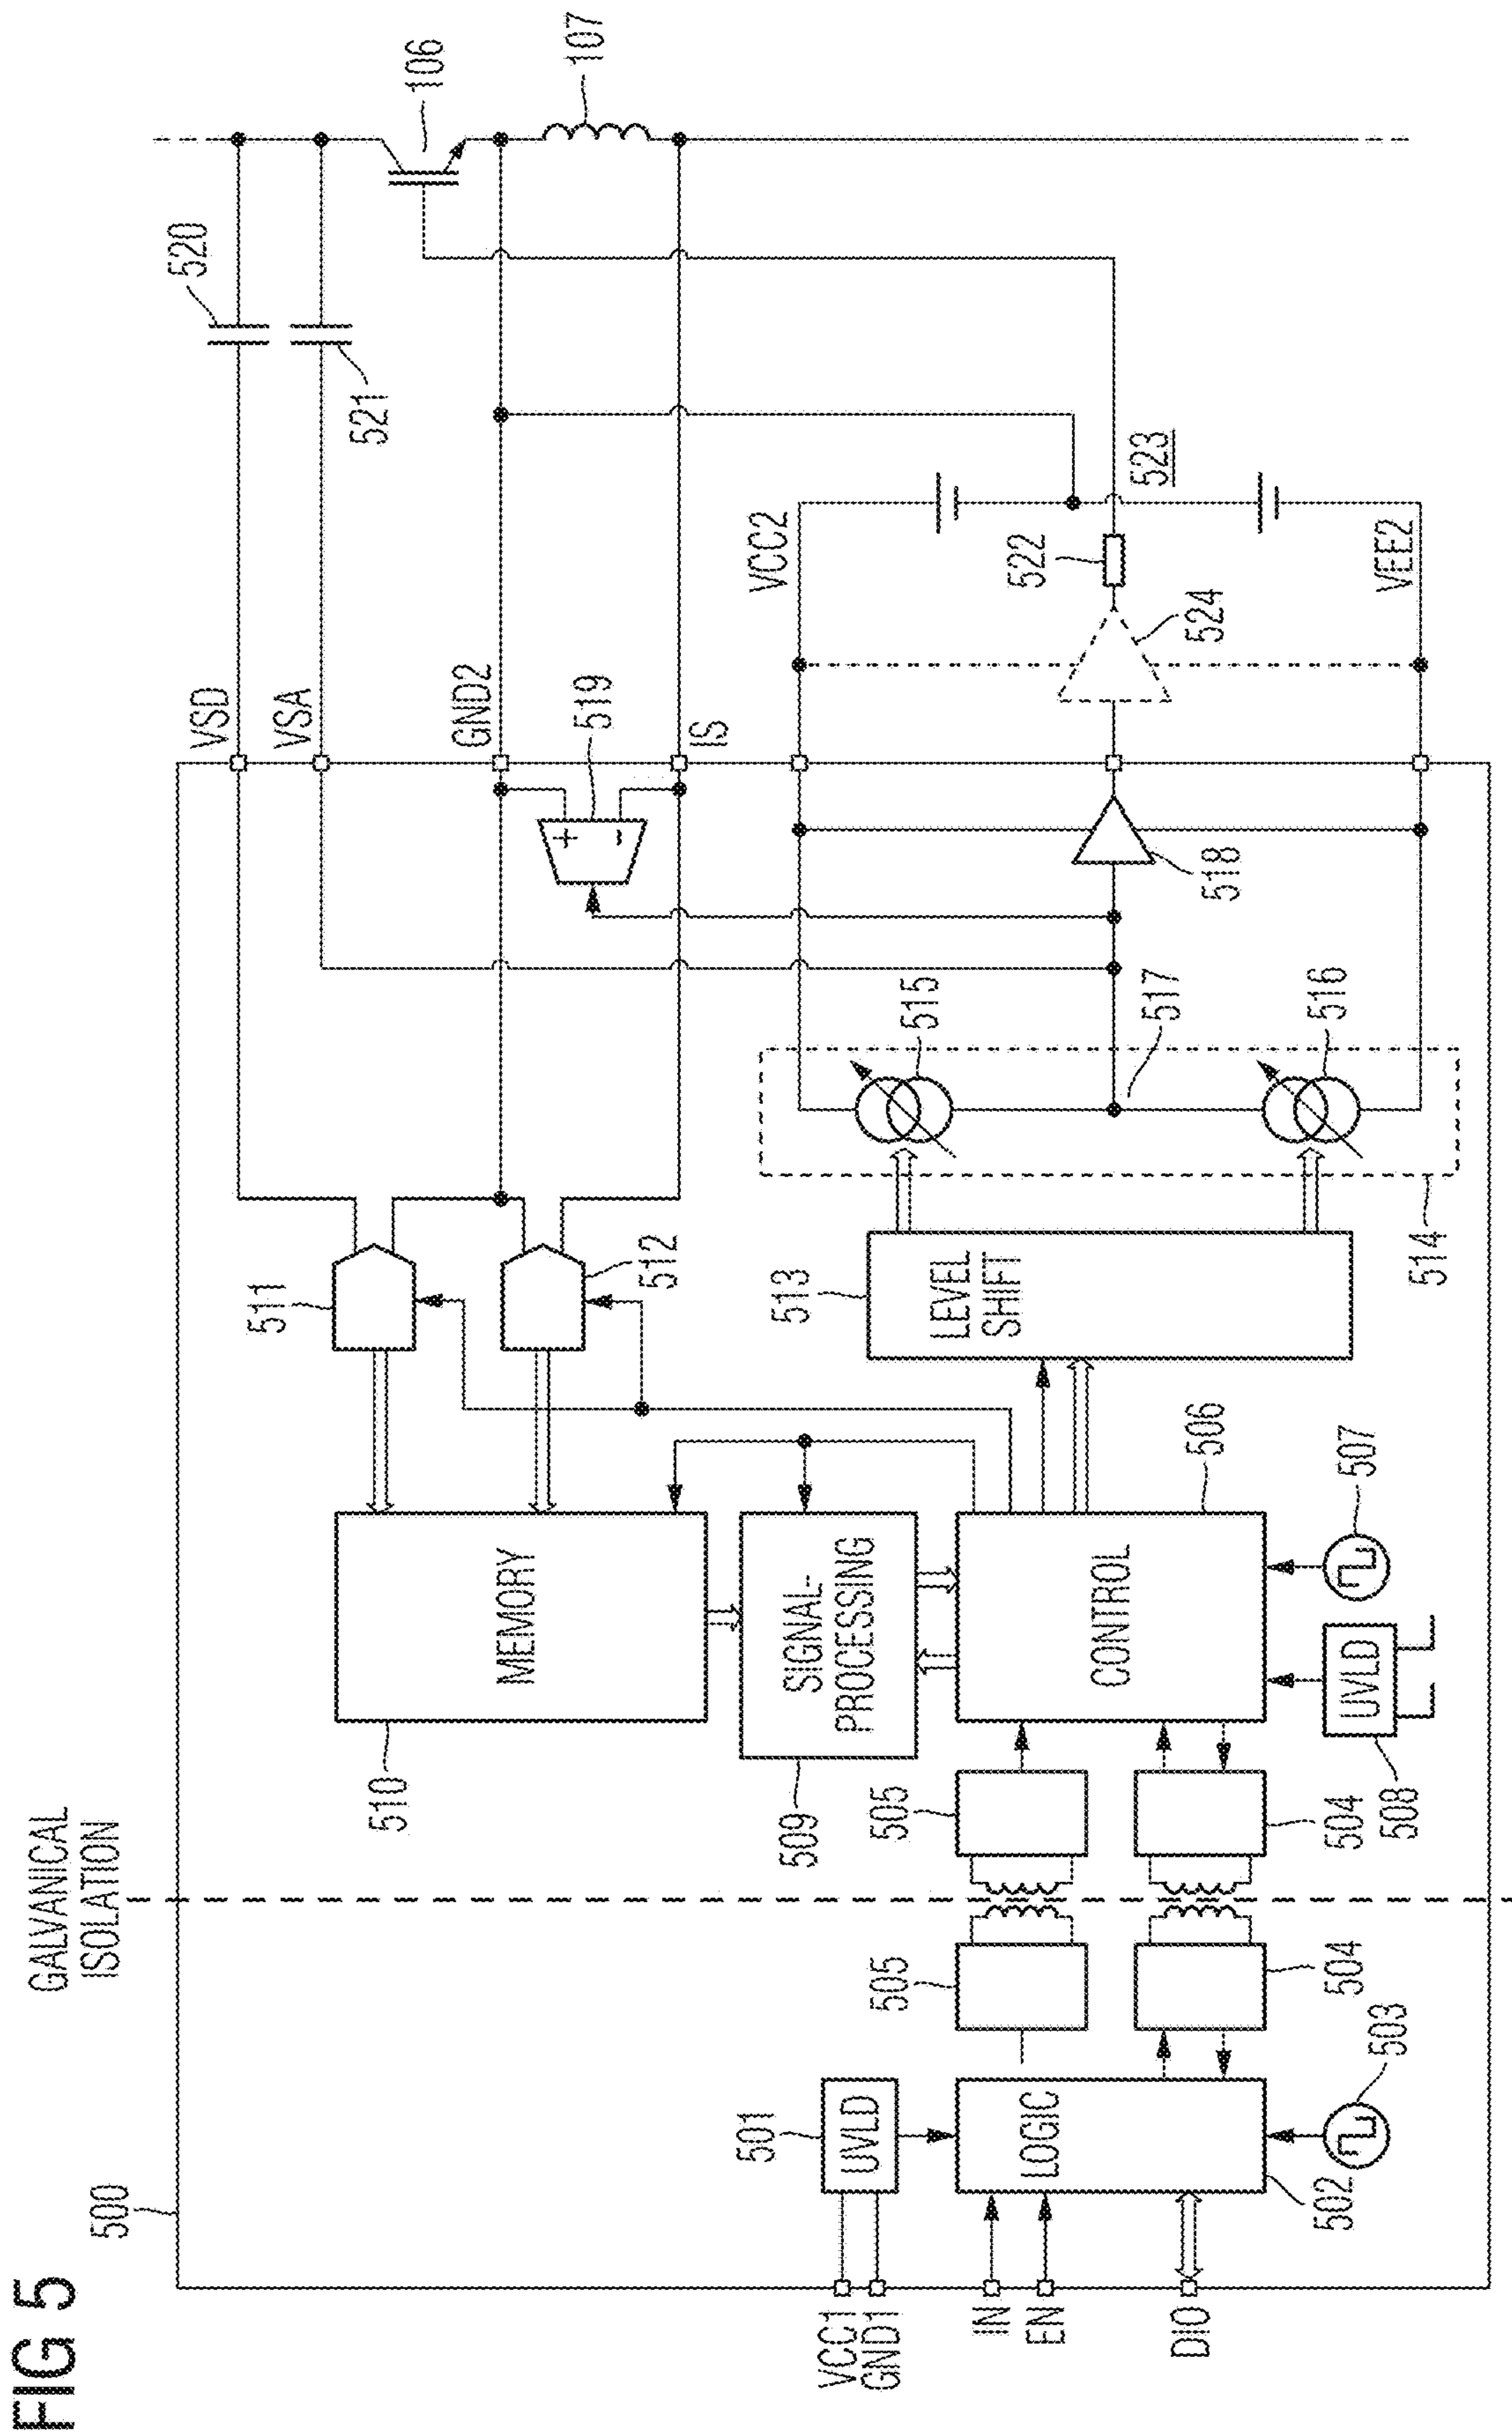 FIG 5
500
GALVANICAL
ISOLATION
VCC1
GND1
IN
EN
DIO
501
UVLD
LOGIC
502
503
505
504
505
504
510
MEMORY
509
SIGNAL-
PROCESSING
CONTROL
506
507
UVLD
508
511
512
513
LEVEL
SHIFT
514
515
516
517
518
519
+
-
VSD
VSA
GND2
IS
VCC2
VEE2
520
521
522
523
524
106
107